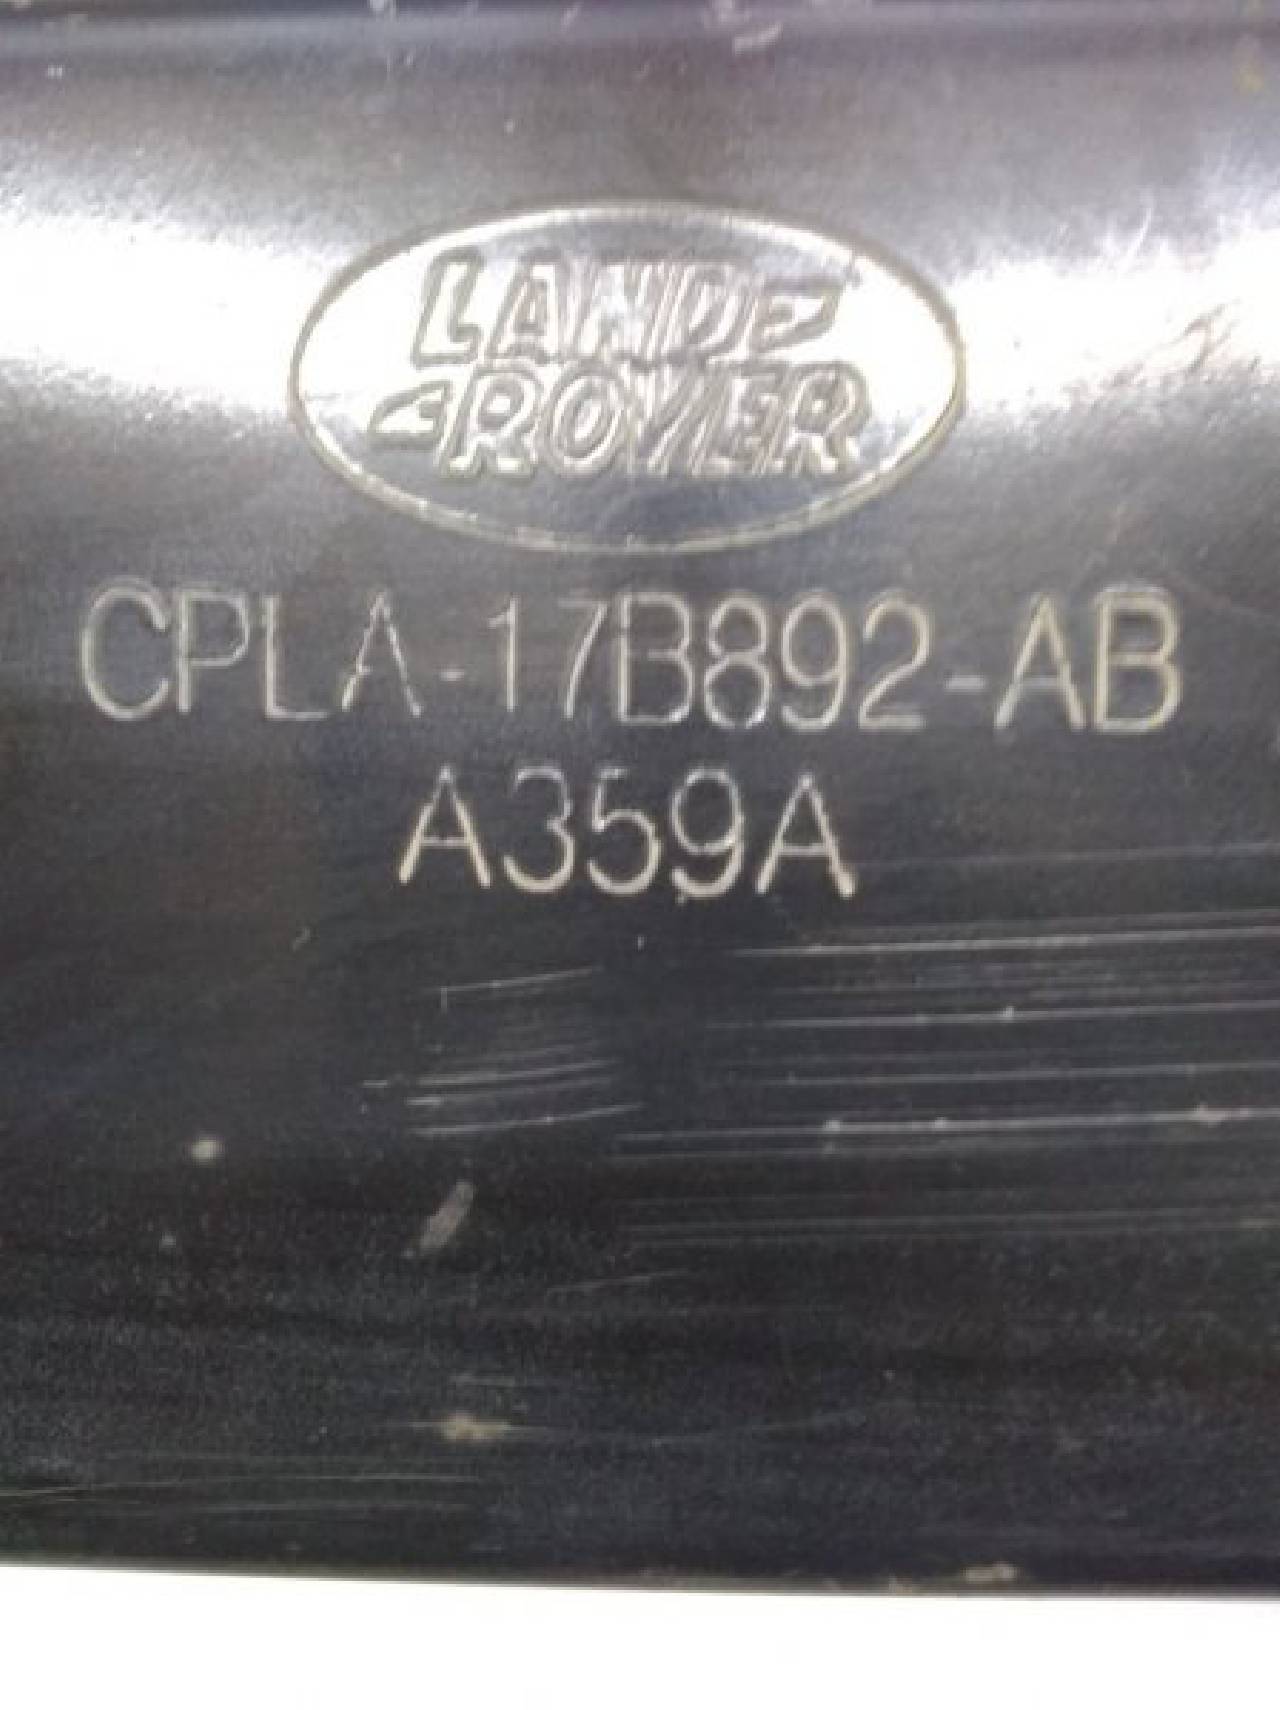 LAND
ROVER
CPLA-17B892-AB
A359A